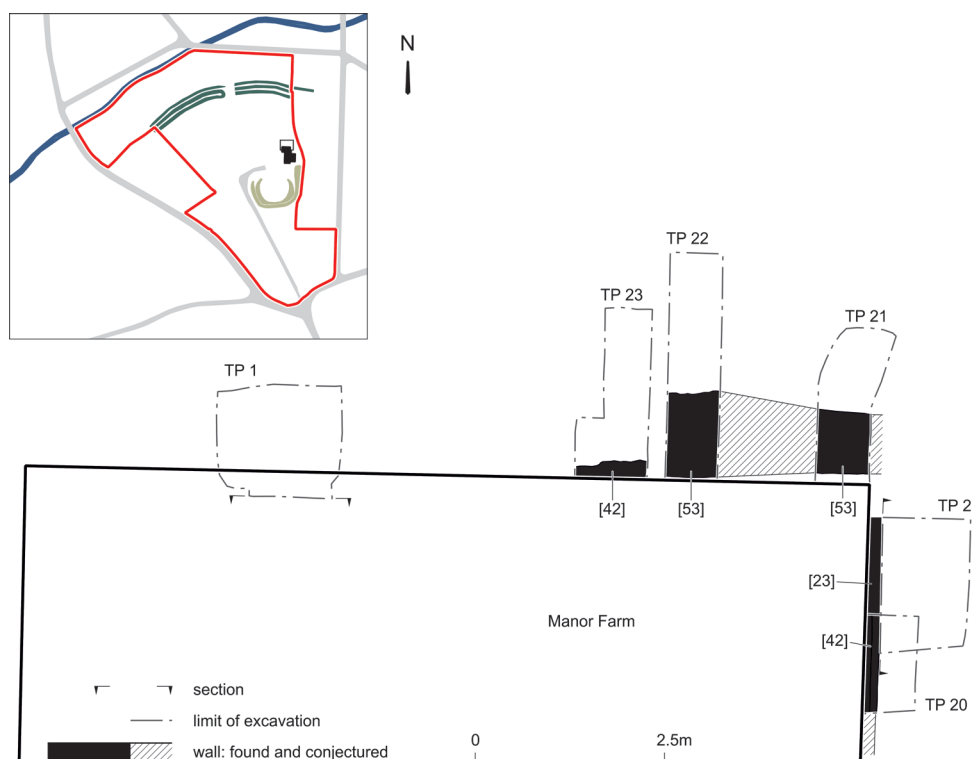 N
TP 22
TP 23
TP 21
TP 1
[42]
[53]
[53]
TP 2
[23]
Manor Farm
[42]
section
TP 20
limit of excavation
0
2.5m
wall: found and conjectured